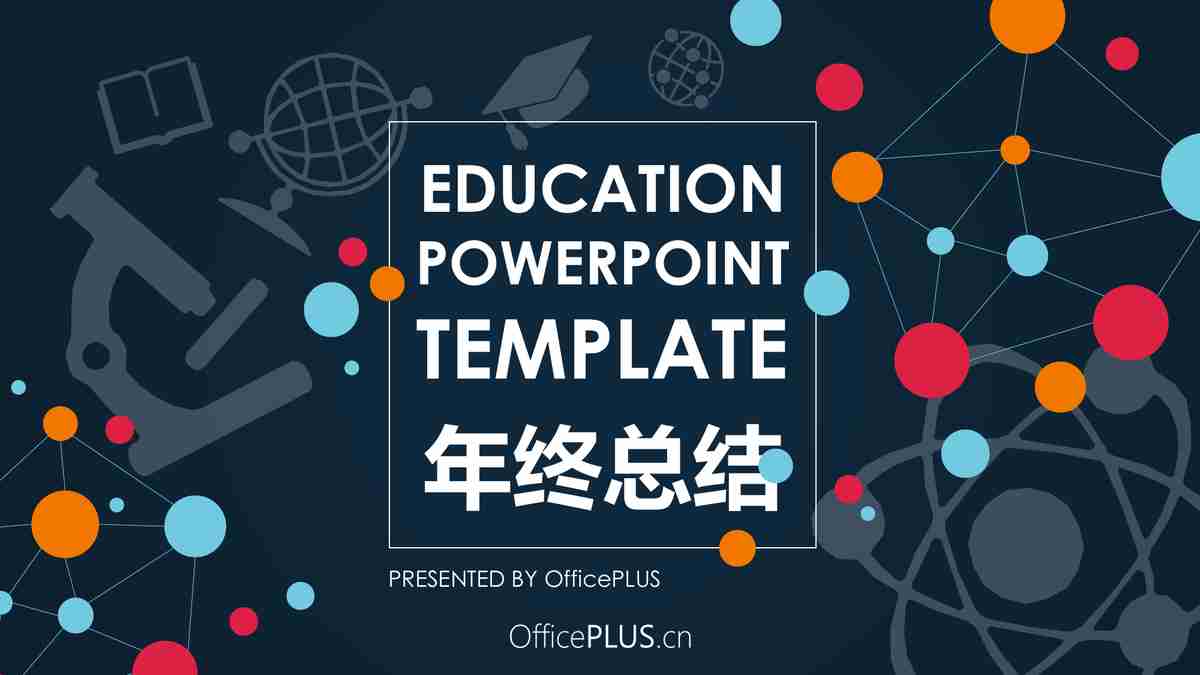 EDUCATION
POWERPOINT
TEMPLATE
年终总结
PRESENTED BY OfficePLUS
OfficePLUS.cn